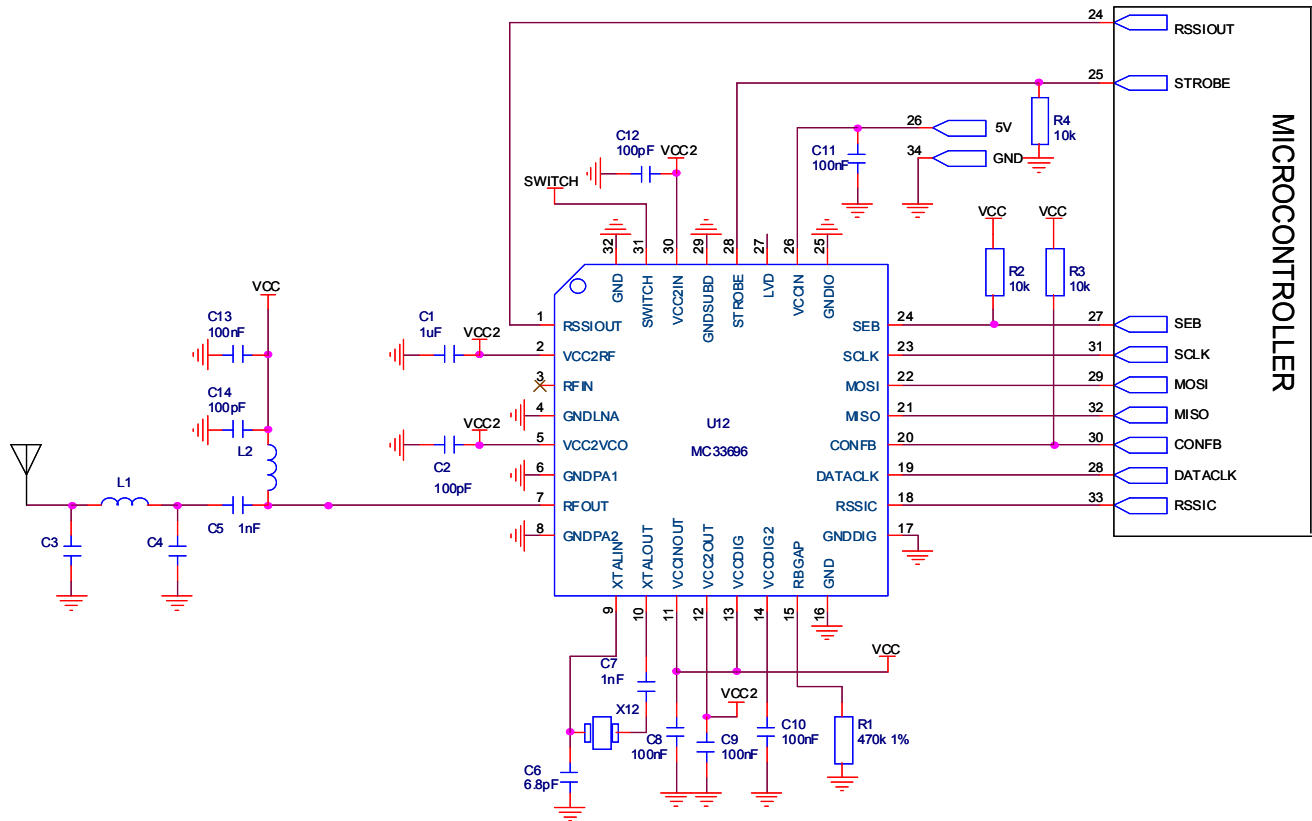 24
RSSIOUT
25
STROBE
MICROCONTROLLER
R4
10k
26
5V
34
GND
C11
100nF
C12
100pF
VCC2
SWITCH
VCC
VCC
R2
10k
R3
10k
32
31
30
29
28
27
26
25
GND
SWITCH
VCC2IN
GNDSUBD
STROBE
LVD
VCCIN
GNDIO
VCC
C13
100nF
C14
100pF
L2
L1
C5
1nF
C3
C4
C1
1uF
VCC2
VCC2
C2
100pF
1
RSSIOUT
2
VCC2RF
3
RFIN
4
GNDLNA
5
VCC2VCO
6
GNDPA1
7
RFOUT
8
GNDPA2
U12
MC33696
SEB
24
27
SEB
SCLK
23
31
SCLK
MOSI
22
29
MOSI
MISO
21
32
MISO
CONFB
20
30
CONFB
DATACLK
19
28
DATACLK
RSSIC
18
33
RSSIC
GNDDIG
17
XTALIN
XTALOUT
VCCINOUT
VCC2OUT
VCCDIG
VCCDIG2
RBGAP
GND
9
10
11
12
13
14
15
16
C7
1nF
X12
C6
6.8pF
VCC
VCC2
C8
100nF
C9
100nF
C10
100nF
R1
470k 1%